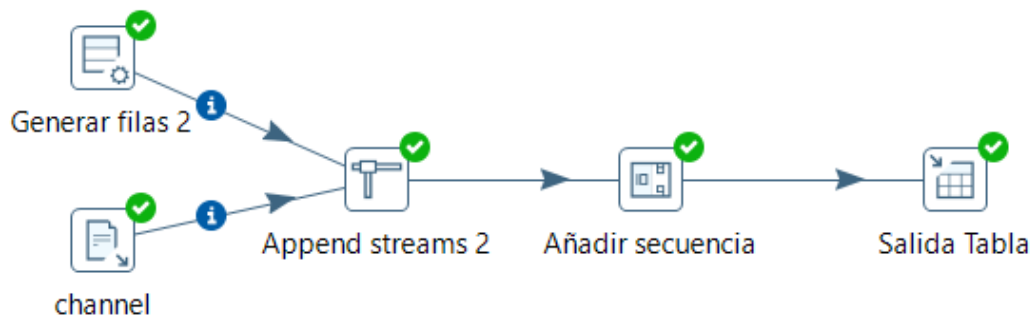 Generar filas 2
Append streams 2
Añadir secuencia
Salida Tabla
channel